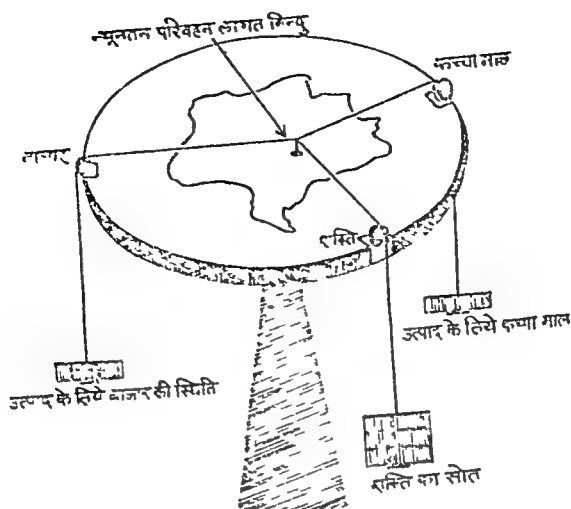 न्यूनतम परिवहन लागत बिन्दु
कच्चा माल
बाजार
शक्ति
उत्पाद के लिये कच्चा माल
उत्पाद के लिये बाजार की स्थिति
शक्ति का स्रोत